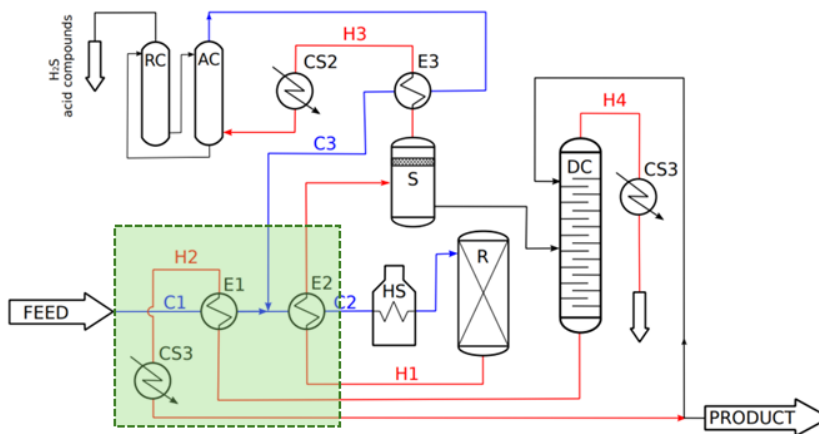 H3
E3
CS2
RC
AC
H₂S
acid compounds
C3
H4
S
DC
CS3
H2
E1
E2
R
HS
FEED
C1
C2
CS3
H1
PRODUCT